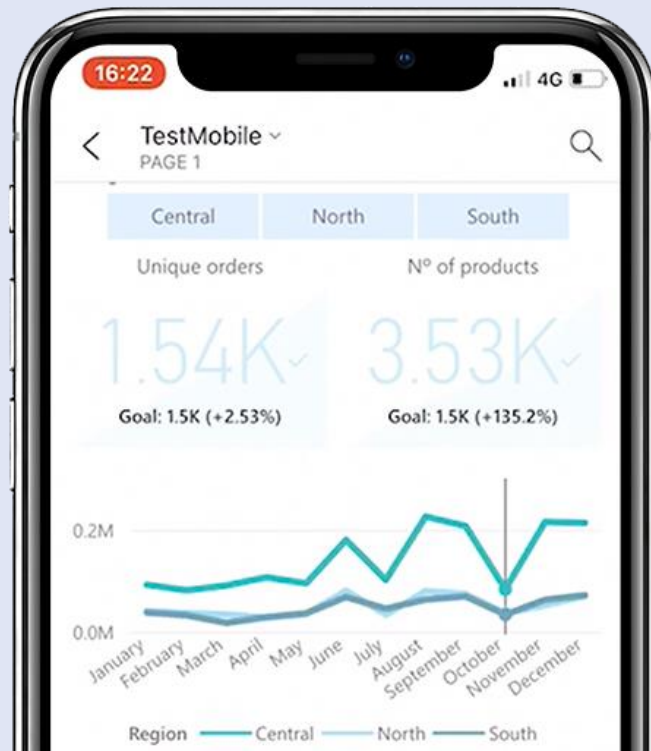 16:22 4G
TestMobile
PAGE 1
Central North South
Unique orders Nº of products
1.54K 3.53K
Goal: 1.5K (+2.53%) Goal: 1.5K (+135.2%)
0.2M
0.0M
January February March April May June July August September October November December
Region Central North South